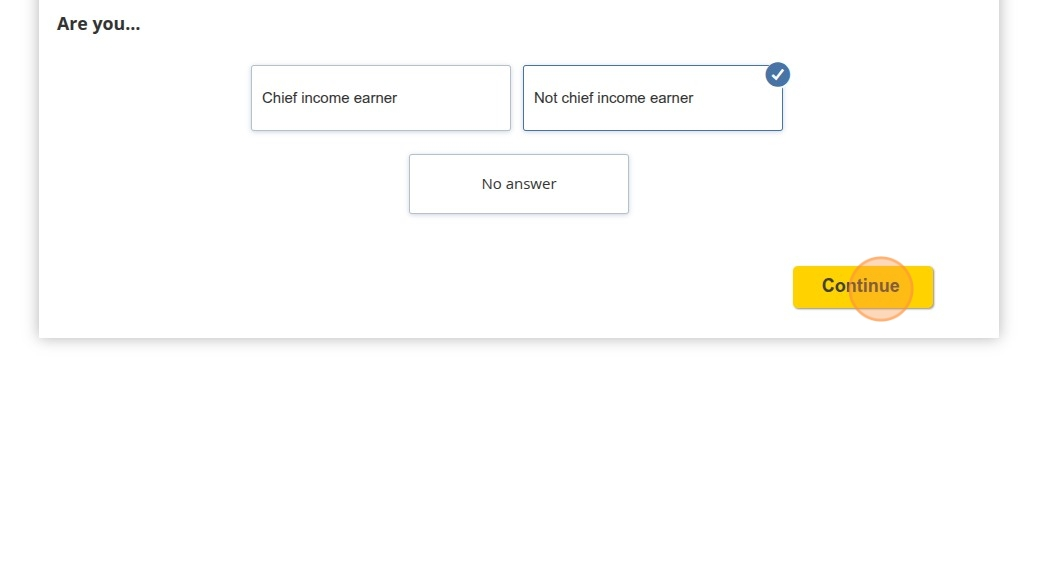 Are you...
Chief income earner
Not chief income earner
No answer
Continue